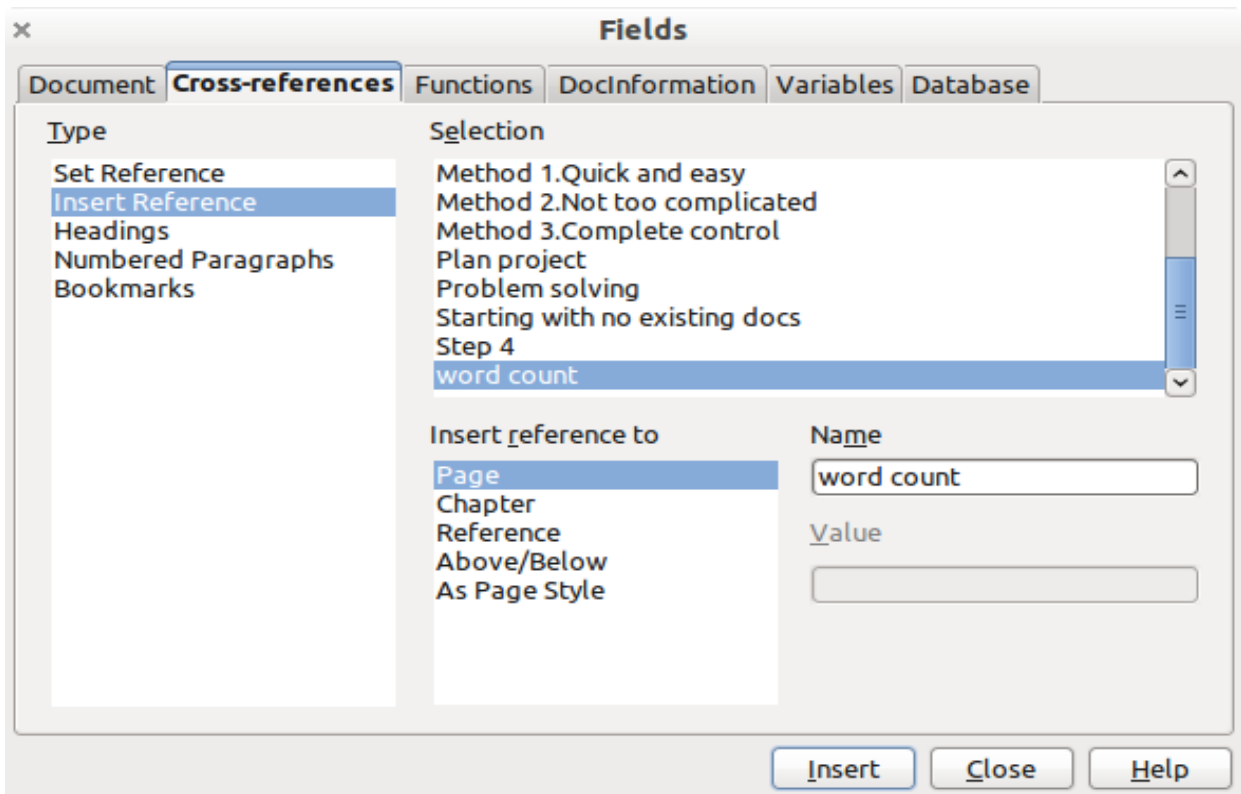 Fields
Document Cross-references Functions DocInformation Variables Database
Type
Set Reference
Insert Reference
Headings
Numbered Paragraphs
Bookmarks
Selection
Method 1.Quick and easy
Method 2.Not too complicated
Method 3.Complete control
Plan project
Problem solving
Starting with no existing docs
Step 4
word count
Insert reference to
Page
Chapter
Reference
Above/Below
As Page Style
Name
word count
Value
Insert Close Help